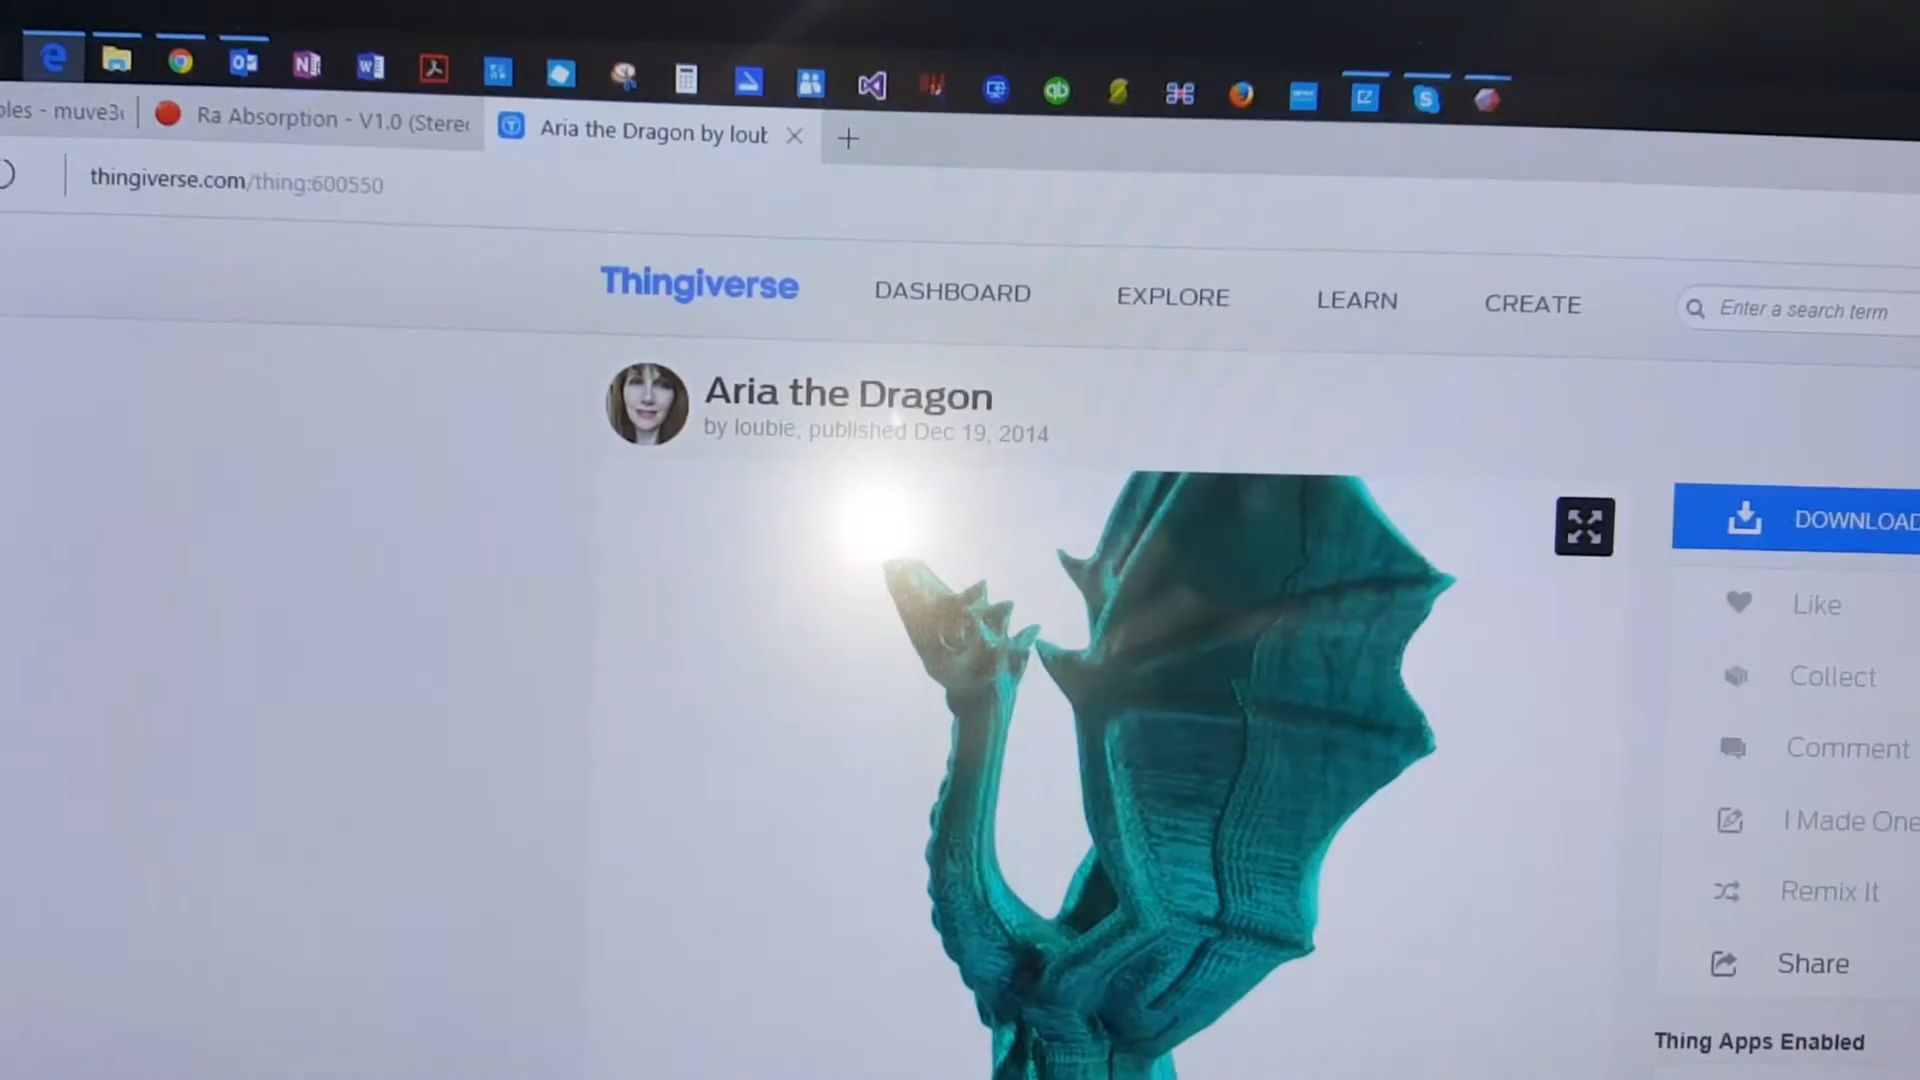 les - muve3
Ra Absorption - V1.0 (Stere
Aria the Dragon by loub
thingiverse.com/thing:600550
Thingiverse
DASHBOARD
EXPLORE
LEARN
CREATE
Enter a search term
Aria the Dragon
by loubie, published Dec 19, 2014
DOWNLOAD
Like
Collect
Comment
I Made One
Remix It
Share
Thing Apps Enabled